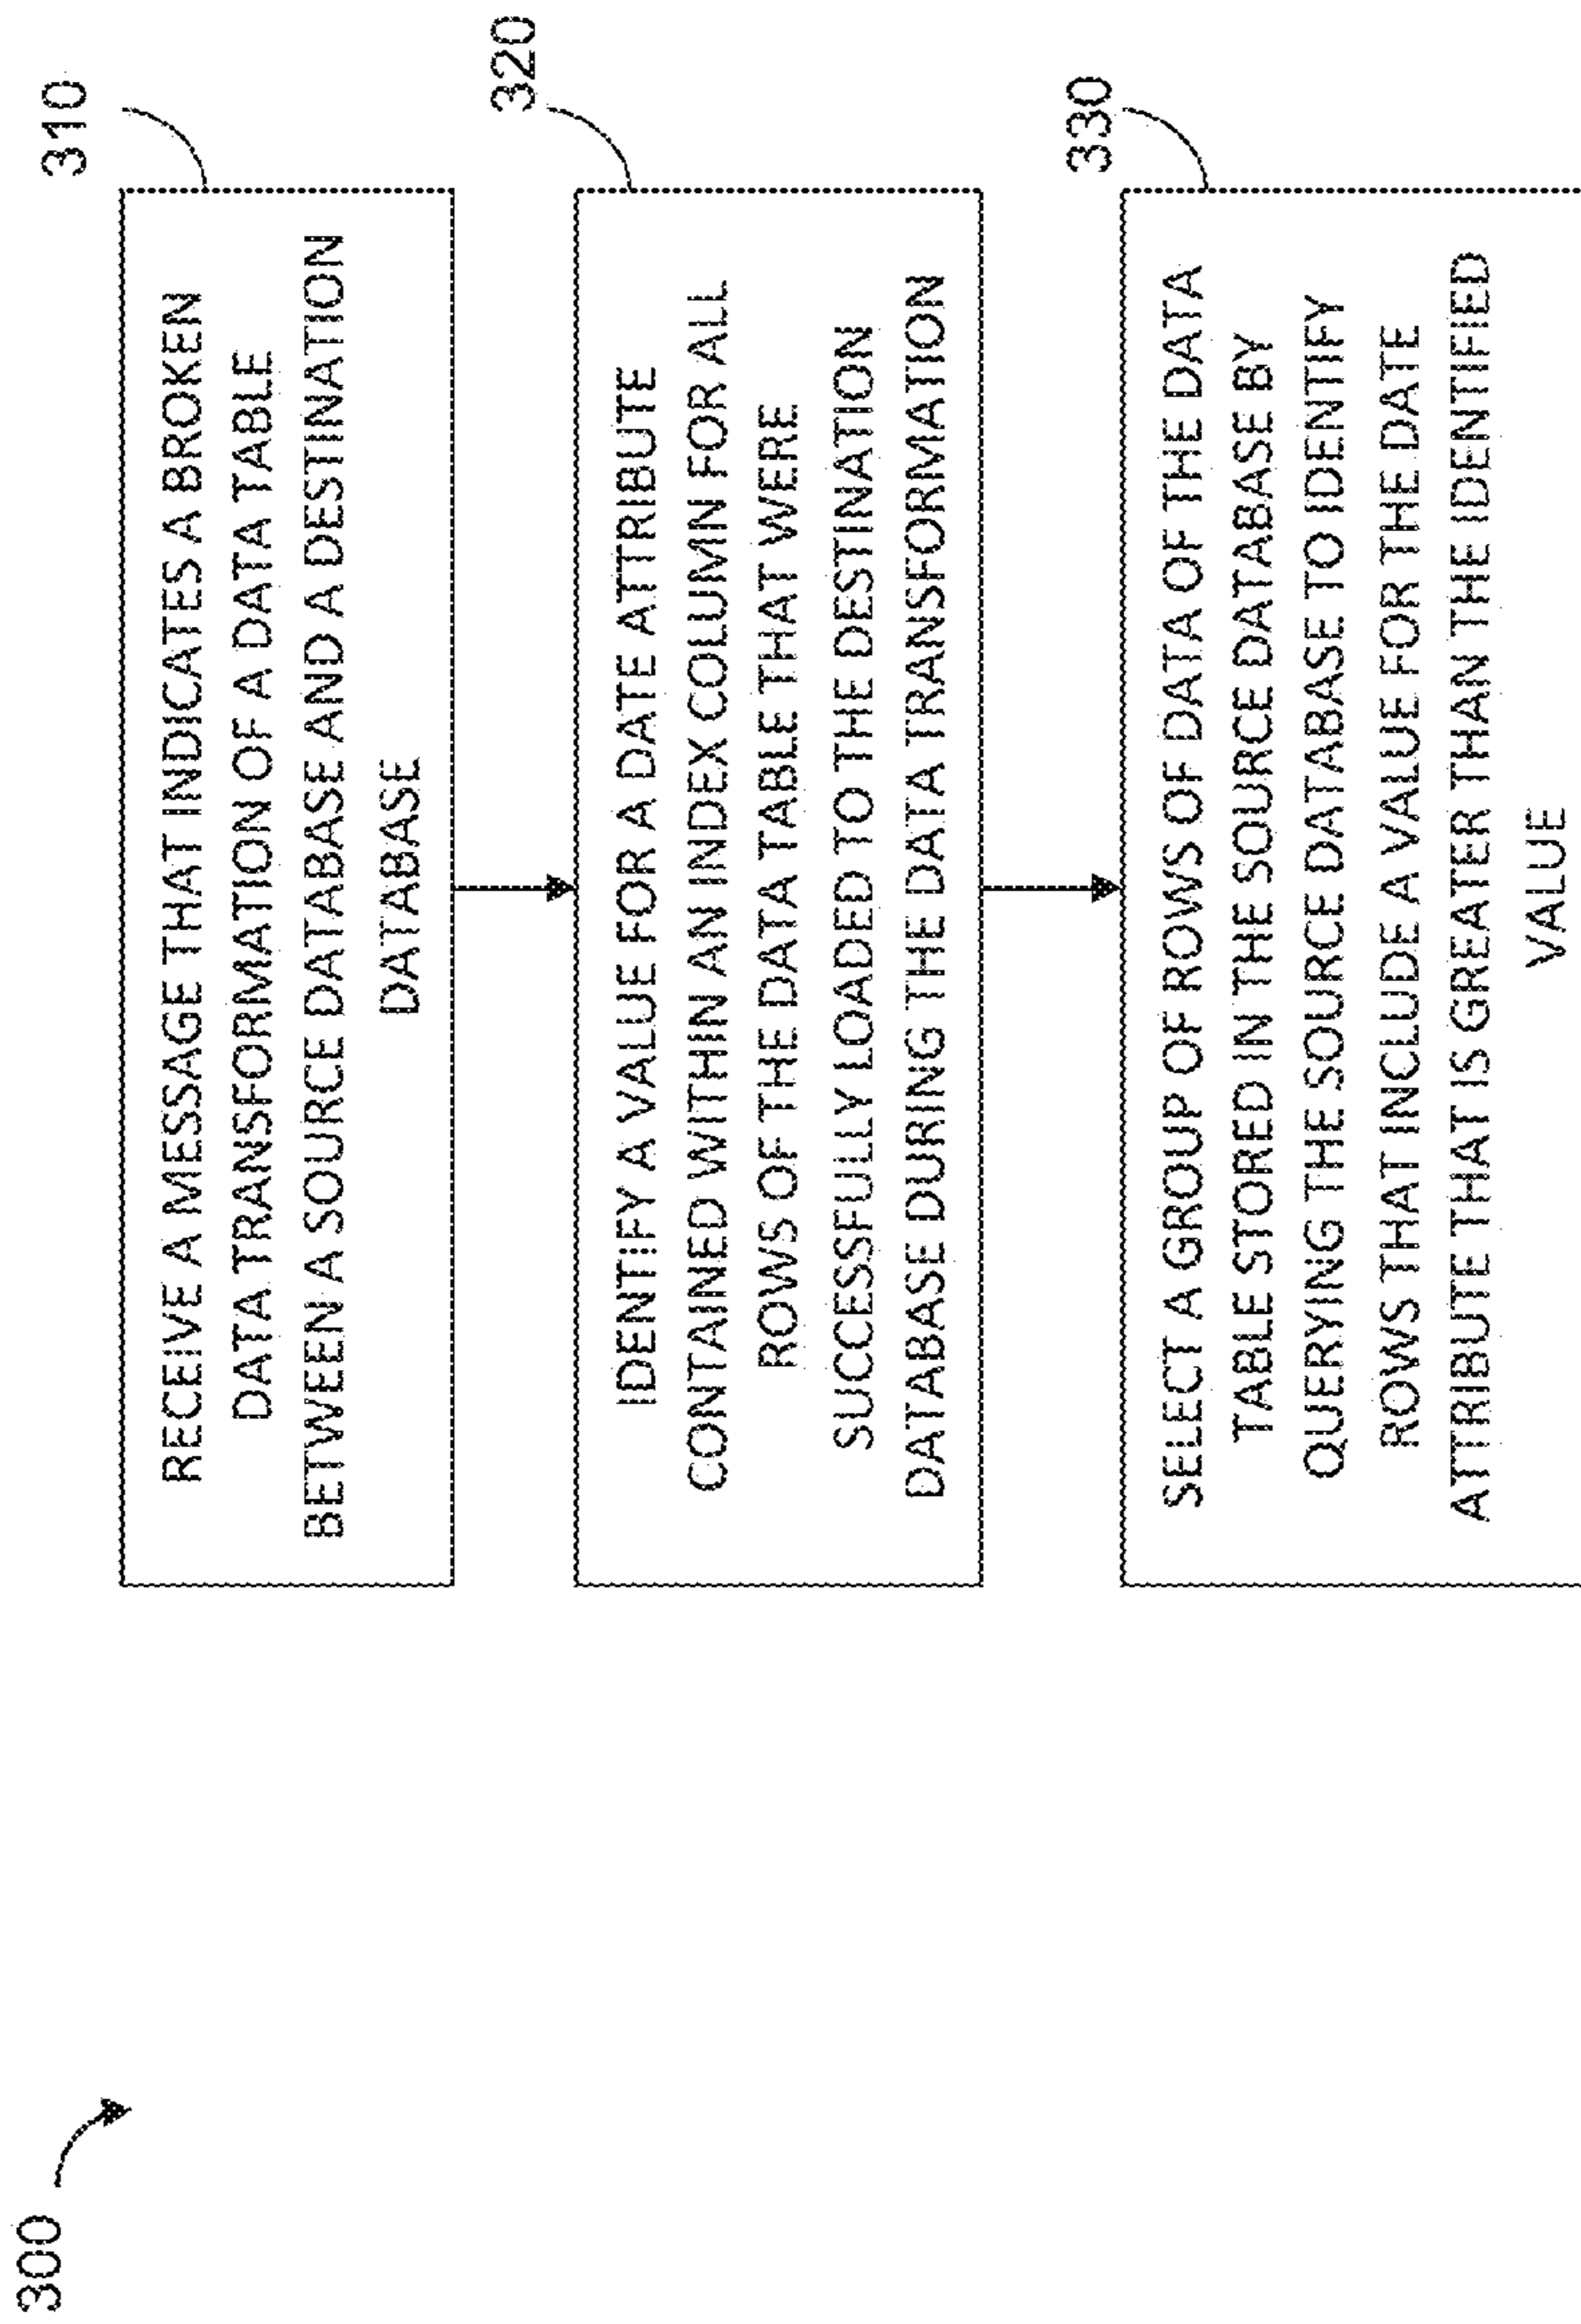 300
310
RECEIVE A MESSAGE THAT INDICATES A BROKEN
DATA TRANSFORMATION OF A DATA TABLE
BETWEEN A SOURCE DATABASE AND A DESTINATION
DATABASE
320
IDENTIFY A VALUE FOR A DATE ATTRIBUTE
CONTAINED WITHIN AN INDEX COLUMN FOR ALL
ROWS OF THE DATA TABLE THAT WERE
SUCCESSFULLY LOADED TO THE DESTINATION
DATABASE DURING THE DATA TRANSFORMATION
330
SELECT A GROUP OF ROWS OF DATA OF THE DATA
TABLE STORED IN THE SOURCE DATABASE BY
QUERYING THE SOURCE DATABASE TO IDENTIFY
ROWS THAT INCLUDE A VALUE FOR THE DATE
ATTRIBUTE THAT IS GREATER THAN THE IDENTIFIED
VALUE